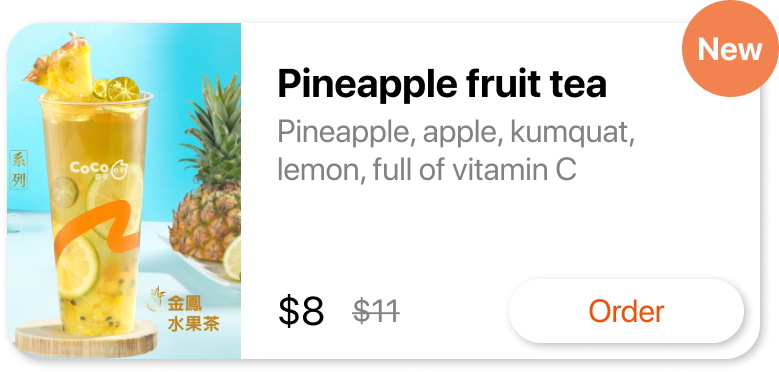 New
Pineapple fruit tea
Pineapple, apple, kumquat,
lemon, full of vitamin C
$8 $11
Order
系
列
CoCo
金鳳
水果茶